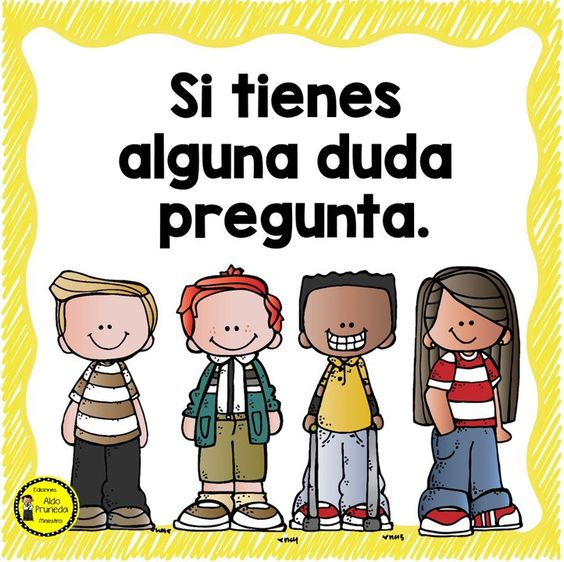 Si tienes
alguna duda
pregunta.
Ediciones
Aldo
Pruneda
Maestro